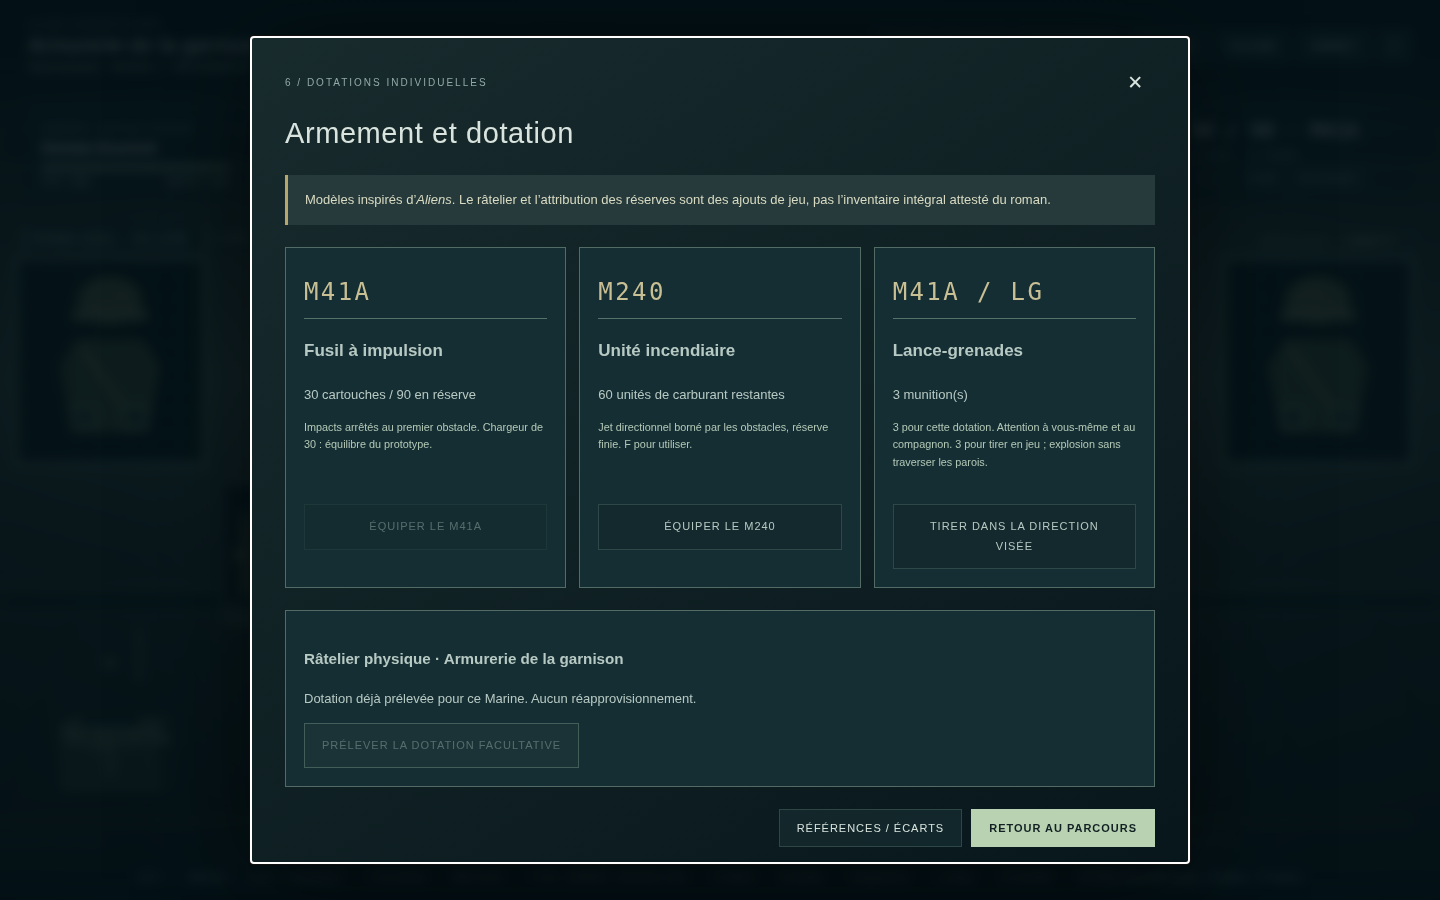 6 / DOTATIONS INDIVIDUELLES
✕
Armement et dotation
Modèles inspirés d’Aliens. Le râtelier et l’attribution des réserves sont des ajouts de jeu, pas l’inventaire intégral attesté du roman.
M41A
Fusil à impulsion
30 cartouches / 90 en réserve
Impacts arrêtés au premier obstacle. Chargeur de
30 : équilibre du prototype.
ÉQUIPER LE M41A
M240
Unité incendiaire
60 unités de carburant restantes
Jet directionnel borné par les obstacles, réserve
finie. F pour utiliser.
ÉQUIPER LE M240
M41A / LG
Lance-grenades
3 munition(s)
3 pour cette dotation. Attention à vous-même et au
compagnon. 3 pour tirer en jeu ; explosion sans
traverser les parois.
TIRER DANS LA DIRECTION
VISÉE
Râtelier physique · Armurerie de la garnison
Dotation déjà prélevée pour ce Marine. Aucun réapprovisionnement.
PRÉLEVER LA DOTATION FACULTATIVE
RÉFÉRENCES / ÉCARTS
RETOUR AU PARCOURS